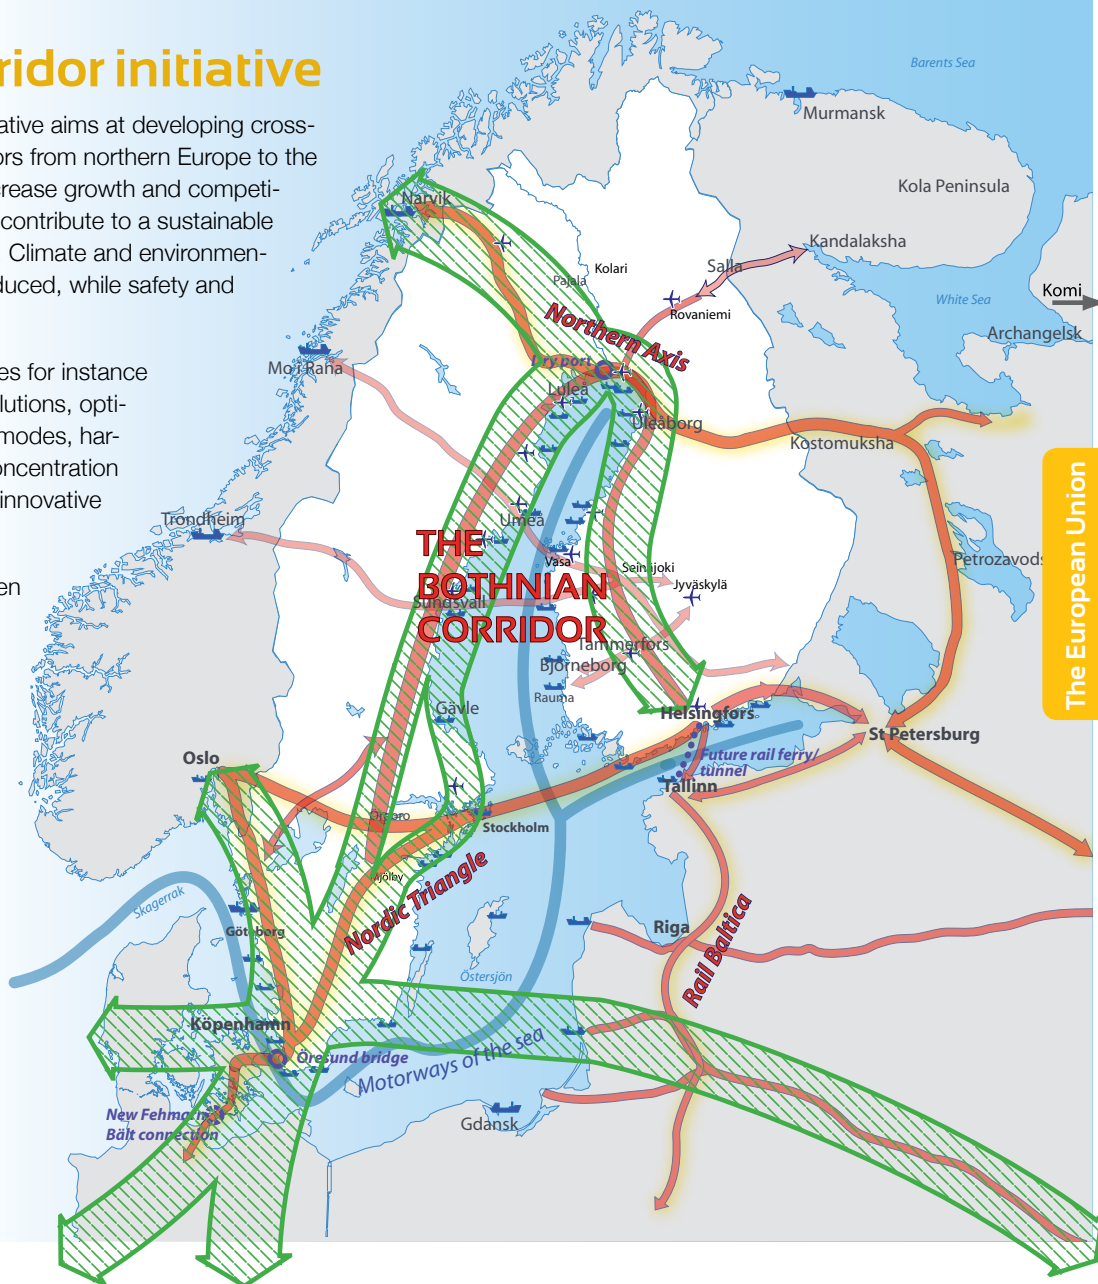 ridor initiative
ative aims at developing cross-
ors from northern Europe to the
crease growth and competi-
contribute to a sustainable
. Climate and environmen-
duced, while safety and
es for instance
lutions, opti-
modes, har-
oncentration
innovative
en
Barents Sea
Murmansk
Kola Peninsula
Narvik
Kandalaksha
Kolari
Salla
Pajala
Komi
White Sea
Rovaniemi
Northern Axis
Archangelsk
Dry port
Mo i Rana
Luleå
Uleåborg
Kostomuksha
The European Union
Trondheim
Umeå
THE
BOTHNIAN
CORRIDOR
Vasa
Seinäjoki
Petrozavods
Jyväskylä
Sundsvall
Tammerfors
Björneborg
Rauma
Gävle
Helsingfors
St Petersburg
Oslo
Future rail ferry/
tunnel
Tallinn
Örebro
Stockholm
Mjölby
Nordic Triangle
Skagerrak
Göteborg
Riga
Rail Baltica
Östersjön
Köpenhamn
Öresund bridge
Motorways of the sea
New Fehmarn
Bält connection
Gdansk